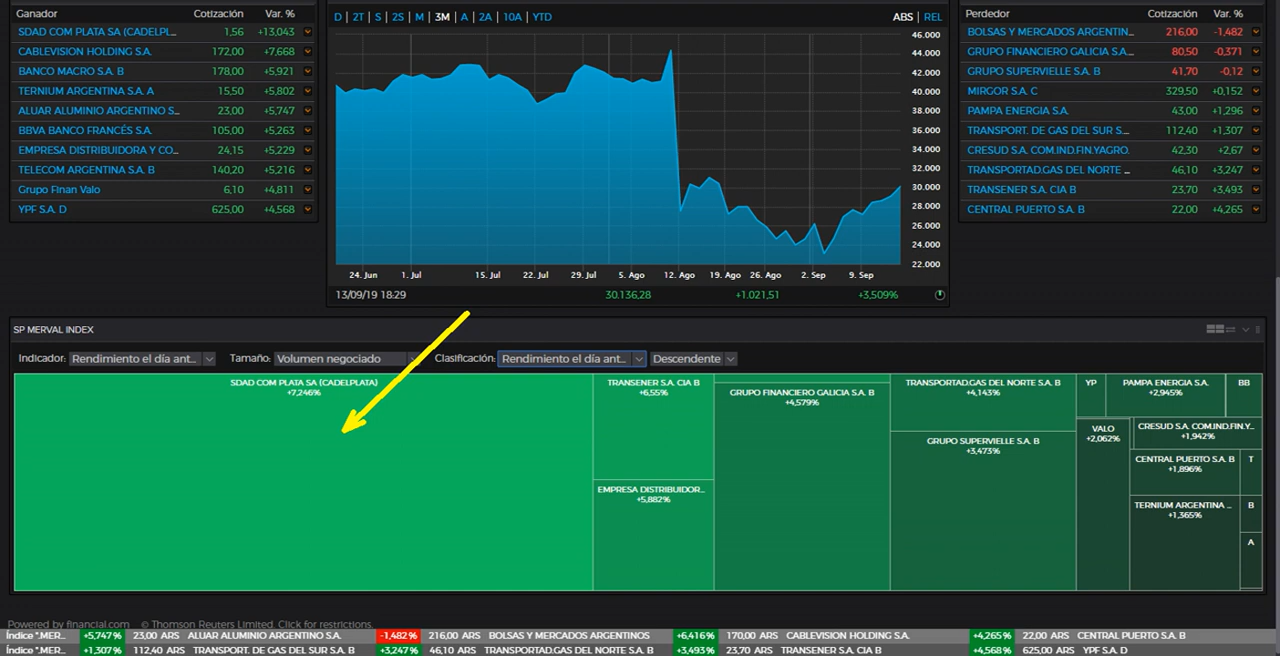 Ganador Cotización Var. %
SDAD COM PLATA SA (CADELPL... 1,56 +13,043
CABLEVISION HOLDING S.A. 172,00 +7,668
BANCO MACRO S.A. B 178,00 +5,921
TERNIUM ARGENTINA S.A. A 15,50 +5,802
ALUAR ALUMINIO ARGENTINO S... 23,00 +5,747
BBVA BANCO FRANCÉS S.A. 105,00 +5,263
EMPRESA DISTRIBUIDORA Y CO... 24,15 +5,229
TELECOM ARGENTINA S.A. B 140,20 +5,216
Grupo Finan Valo 6,10 +4,811
YPF S.A. D 625,00 +4,568
D | 2T | S | 2S | M | 3M | A | 2A | 10A | YTD ABS | REL
46.000
44.000
42.000
40.000
38.000
36.000
34.000
32.000
30.000
28.000
26.000
24.000
22.000
24. Jun 1. Jul 15. Jul 22. Jul 29. Jul 5. Ago 12. Ago 19. Ago 26. Ago 2. Sep 9. Sep
13/09/19 18:29 30.136,28 +1.021,51 +3,509%
Perdedor Cotización Var. %
BOLSAS Y MERCADOS ARGENTIN... 216,00 -1,482
GRUPO FINANCIERO GALICIA S.A... 80,50 -0,371
GRUPO SUPERVIELLE S.A. B 41,70 -0,12
MIRGOR S.A. C 329,50 +0,152
PAMPA ENERGIA S.A. 43,00 +1,296
TRANSPORT. DE GAS DEL SUR S... 112,40 +1,307
CRESUD S.A. COM.IND.FIN.YAGRO. 42,30 +2,67
TRANSPORTAD.GAS DEL NORTE ... 46,10 +3,247
TRANSENER S.A. CIA B 23,70 +3,493
CENTRAL PUERTO S.A. B 22,00 +4,265
SP MERVAL INDEX
Indicador: Rendimiento el día ant... Tamaño: Volumen negociado Clasificación: Rendimiento el día ant... Descendente
SDAD COM PLATA SA (CADELPLATA)
+7,246%
TRANSENER S.A. CIA B
+6,55%
EMPRESA DISTRIBUIDOR...
+5,882%
GRUPO FINANCIERO GALICIA S.A. B
+4,579%
TRANSPORTAD.GAS DEL NORTE S.A. B
+4,143%
GRUPO SUPERVIELLE S.A. B
+3,473%
YP
PAMPA ENERGIA S.A.
+2,945%
BB
VALO
+2,062%
CRESUD S.A. COM.IND.FIN.Y...
+1,942%
CENTRAL PUERTO S.A. B
+1,896%
T
TERNIUM ARGENTINA ...
+1,365%
B
A
Powered by financial.com © Thomson Reuters Limited. Click for restrictions.
Índice ".MER... +5,747% 23,00 ARS ALUAR ALUMINIO ARGENTINO S.A. -1,482% 216,00 ARS BOLSAS Y MERCADOS ARGENTINOS +6,416% 170,00 ARS CABLEVISION HOLDING S.A. +4,265% 22,00 ARS CENTRAL PUERTO S.A. B
Índice ".MER... +1,307% 112,40 ARS TRANSPORT. DE GAS DEL SUR S.A. B +3,247% 46,10 ARS TRANSPORTAD.GAS DEL NORTE S.A. B +3,493% 23,70 ARS TRANSENER S.A. CIA B +4,568% 625,00 ARS YPF S.A. D